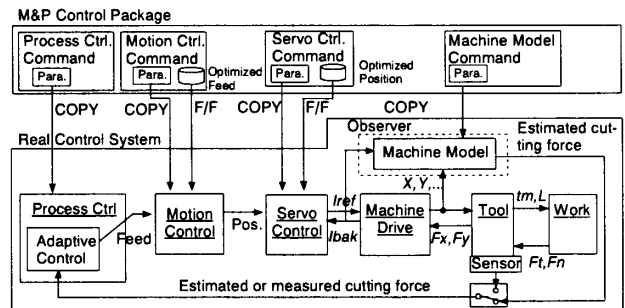 M&P Control Package
Process Ctrl.
Command
Para.
Motion Ctrl.
Command
Para.
Optimized
Feed
Servo Ctrl.
Command
Para.
Optimized
Position
Machine Model
Command
Para.
COPY
COPY
F/F
COPY
F/F
COPY
Real Control System
Observer
Machine Model
Estimated cut-
ting force
X,Y,...
Process Ctrl
Adaptive
Control
Feed
Motion
Control
Pos.
Servo
Control
Iref
Ibak
Machine
Drive
Fx,Fy
Tool
Sensor
tm,L
Ft,Fn
Work
Estimated or measured cutting force